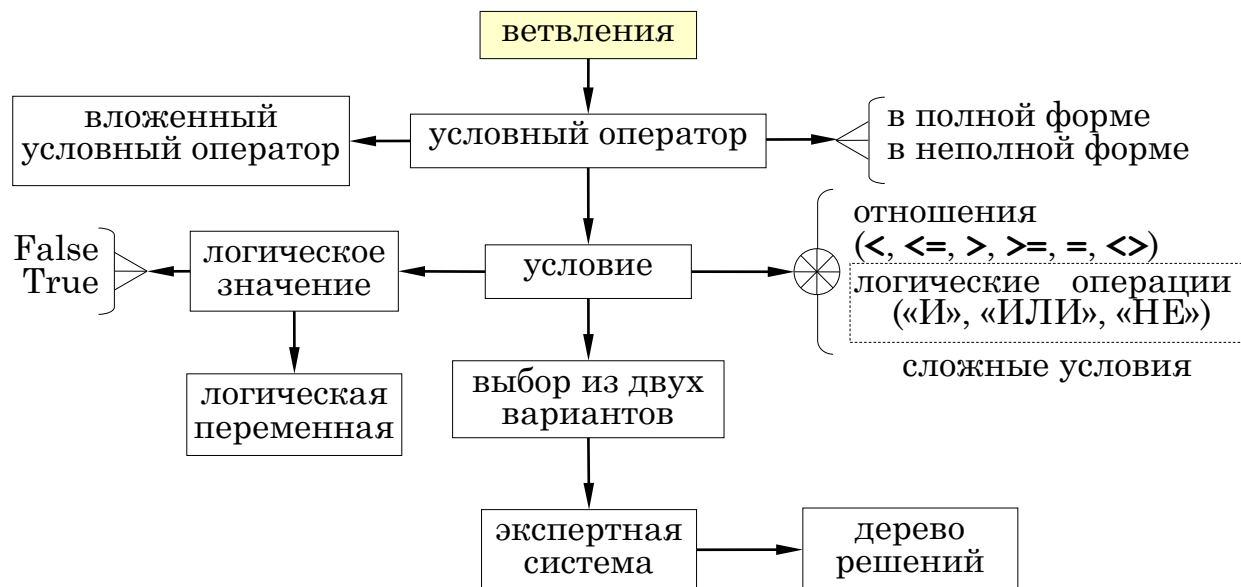 ветвления
вложенный
условный оператор
условный оператор
в полной форме
в неполной форме
False
True
логическое
значение
условие
отношения
(<, <=, >, >=, =, <>)
логические операции
(«И», «ИЛИ», «НЕ»)
сложные условия
логическая
переменная
выбор из двух
вариантов
экспертная
система
дерево
решений